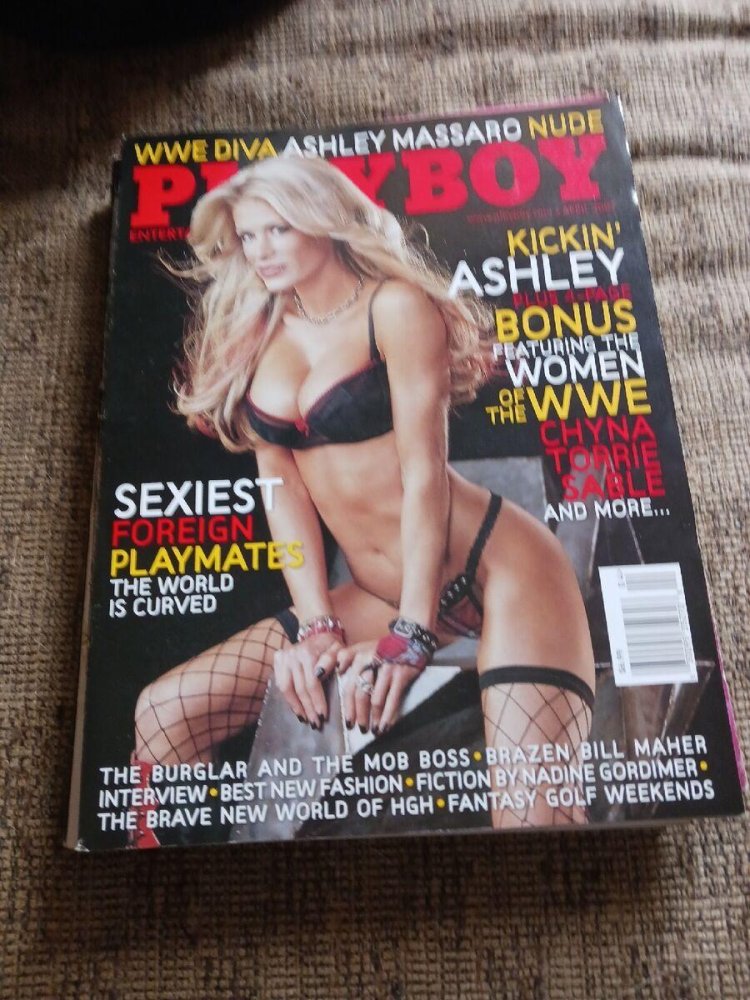 WWE DIVA ASHLEY MASSARO NUDE
PLAYBOY
KICKIN'
ASHLEY
PLUS 4-PAGE
BONUS
FEATURING THE
WOMEN
OF THE WWE
CHYNA
TORRIE
SABLE
AND MORE...
SEXIEST
FOREIGN
PLAYMATES
THE WORLD
IS CURVED
THE BURGLAR AND THE MOB BOSS • BRAZEN BILL MAHER
INTERVIEW • BEST NEW FASHION • FICTION BY NADINE GORDIMER •
THE BRAVE NEW WORLD OF HGH • FANTASY GOLF WEEKENDS